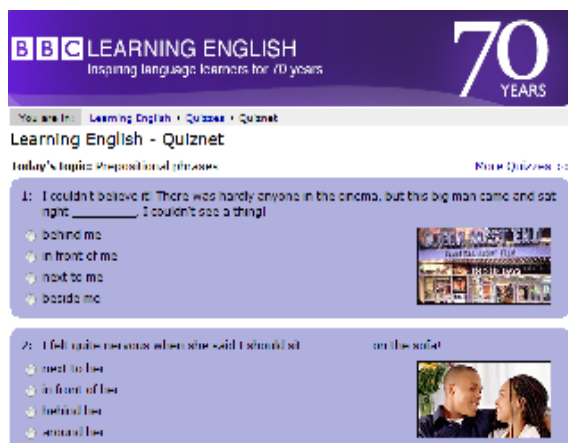 BBC LEARNING ENGLISH
Inspiring language learners for 70 years
70
YEARS
You are in: Learning English › Quizzes › Quiznet
Learning English - Quiznet
Today's topic: Prepositional phrases
More Quizzes >>
1: I couldn't believe it! There was hardly anyone in the cinema, but this big man came and sat
right _________. I couldn't see a thing!
behind me
in front of me
next to me
beside me
2: I felt quite nervous when she said I should sit on the sofa!
next to her
in front of her
behind her
around her